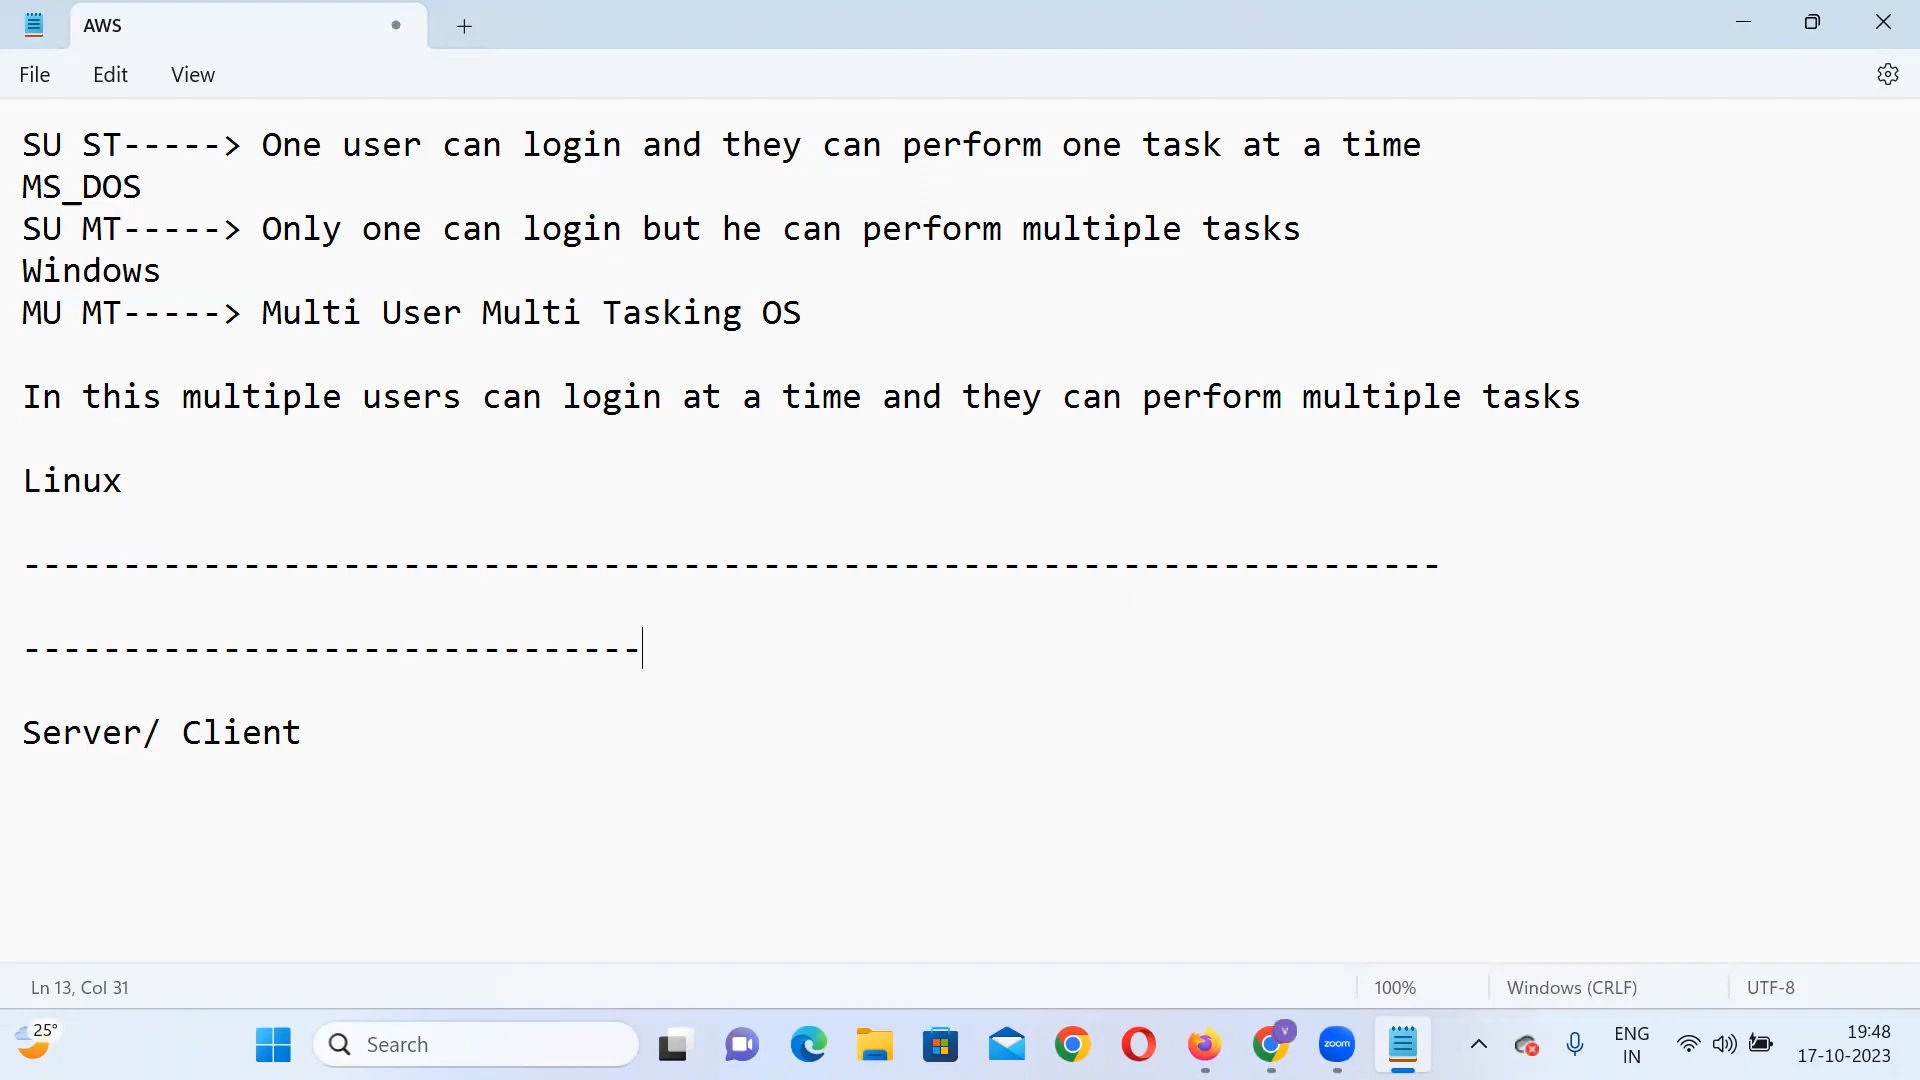 AWS
File Edit View
SU ST-----> One user can login and they can perform one task at a time
MS_DOS
SU MT-----> Only one can login but he can perform multiple tasks
Windows
MU MT-----> Multi User Multi Tasking OS
In this multiple users can login at a time and they can perform multiple tasks
Linux
-----------------------------------------------------------------------
-------------------------------
Server/ Client
Ln 13, Col 31 100% Windows (CRLF) UTF-8
25° Search V zoom ENG 19:48
IN 17-10-2023